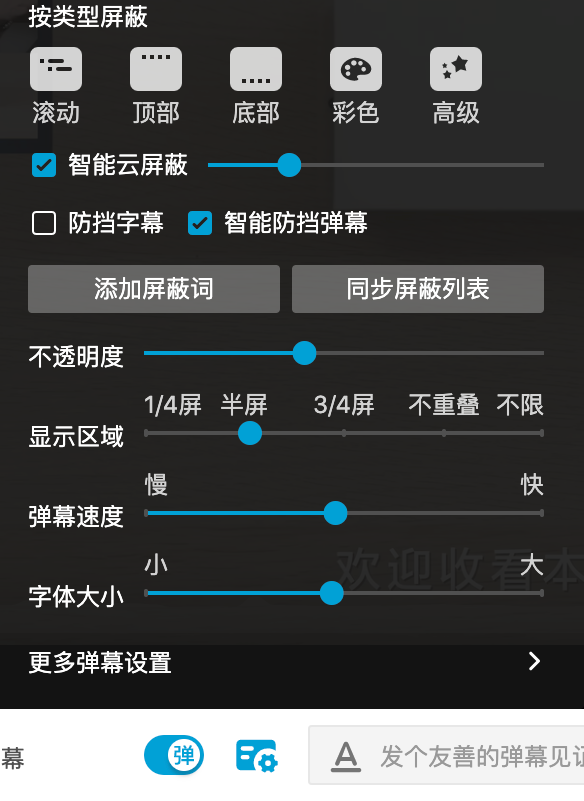 按类型屏蔽
滚动 顶部 底部 彩色 高级
智能云屏蔽
防挡字幕 智能防挡弹幕
添加屏蔽词 同步屏蔽列表
不透明度
1/4屏 半屏 3/4屏 不重叠 不限
显示区域
慢 快
弹幕速度
小 大
欢迎收看本
字体大小
更多弹幕设置
幕 弹 A 发个友善的弹幕见证